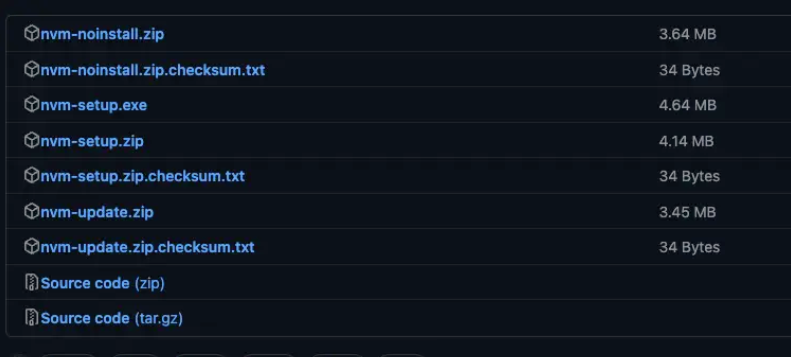 nvm-noinstall.zip 3.64 MB
nvm-noinstall.zip.checksum.txt 34 Bytes
nvm-setup.exe 4.64 MB
nvm-setup.zip 4.14 MB
nvm-setup.zip.checksum.txt 34 Bytes
nvm-update.zip 3.45 MB
nvm-update.zip.checksum.txt 34 Bytes
Source code (zip)
Source code (tar.gz)